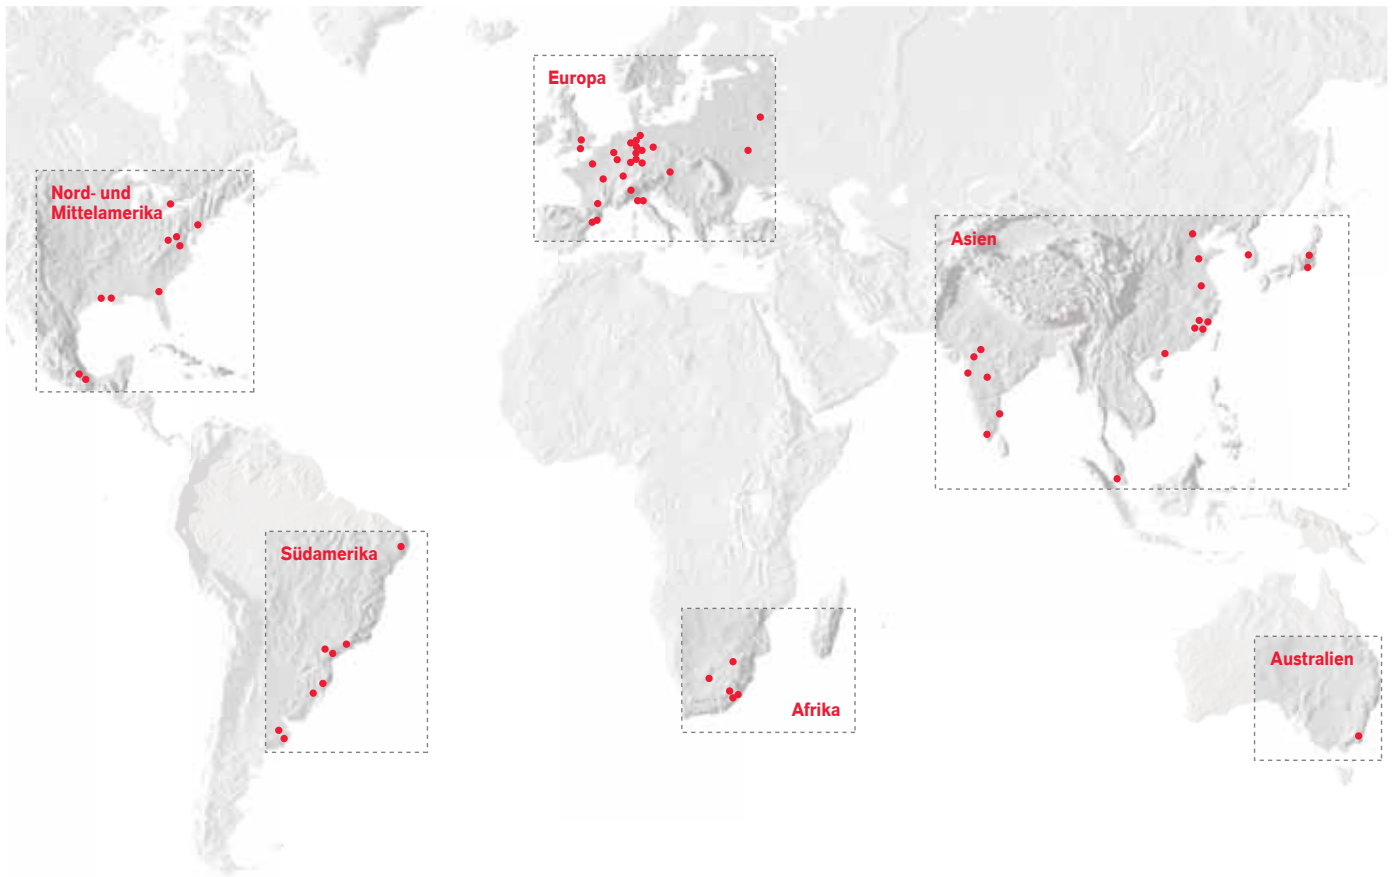 Europa
Nord- und
Mittelamerika
Asien
Südamerika
Australien
Afrika